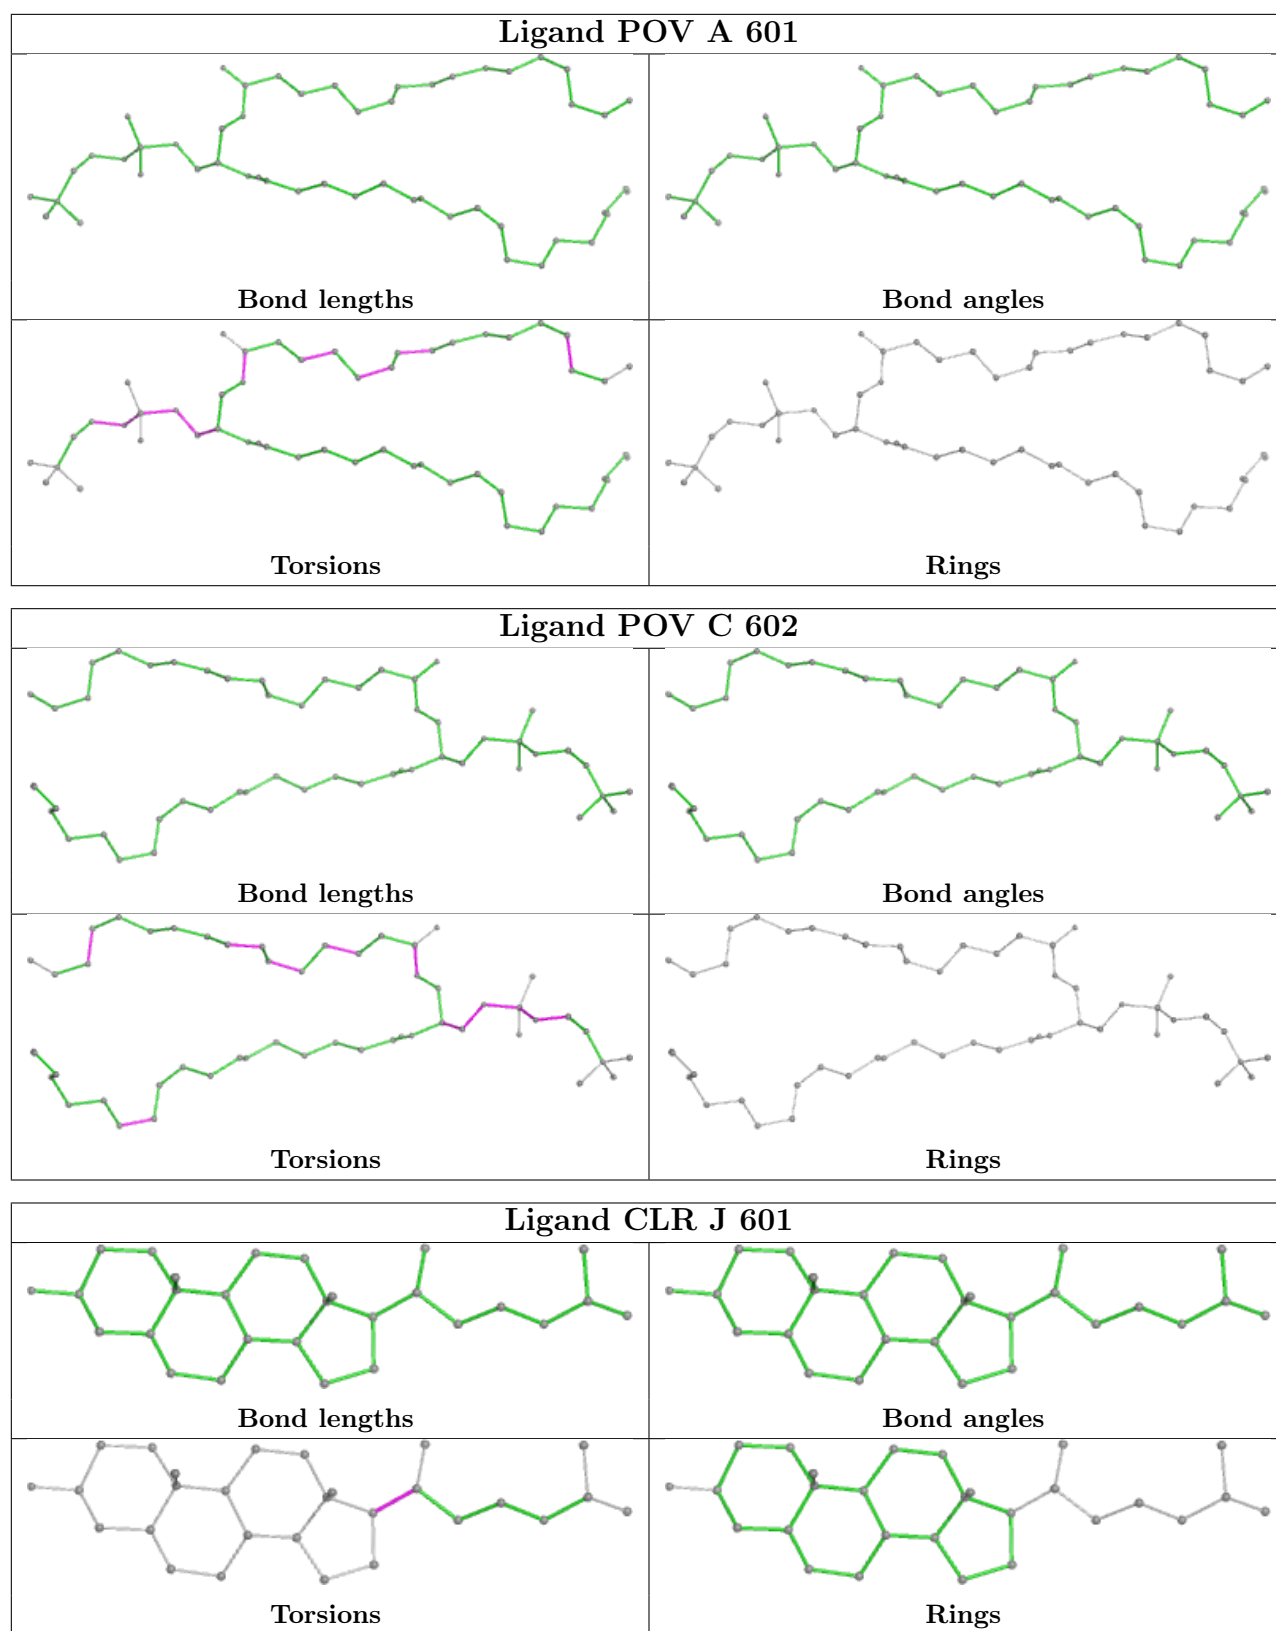 Ligand POV A 601
Bond lengths
Bond angles
Torsions
Rings
Ligand POV C 602
Bond lengths
Bond angles
Torsions
Rings
Ligand CLR J 601
Bond lengths
Bond angles
Torsions
Rings